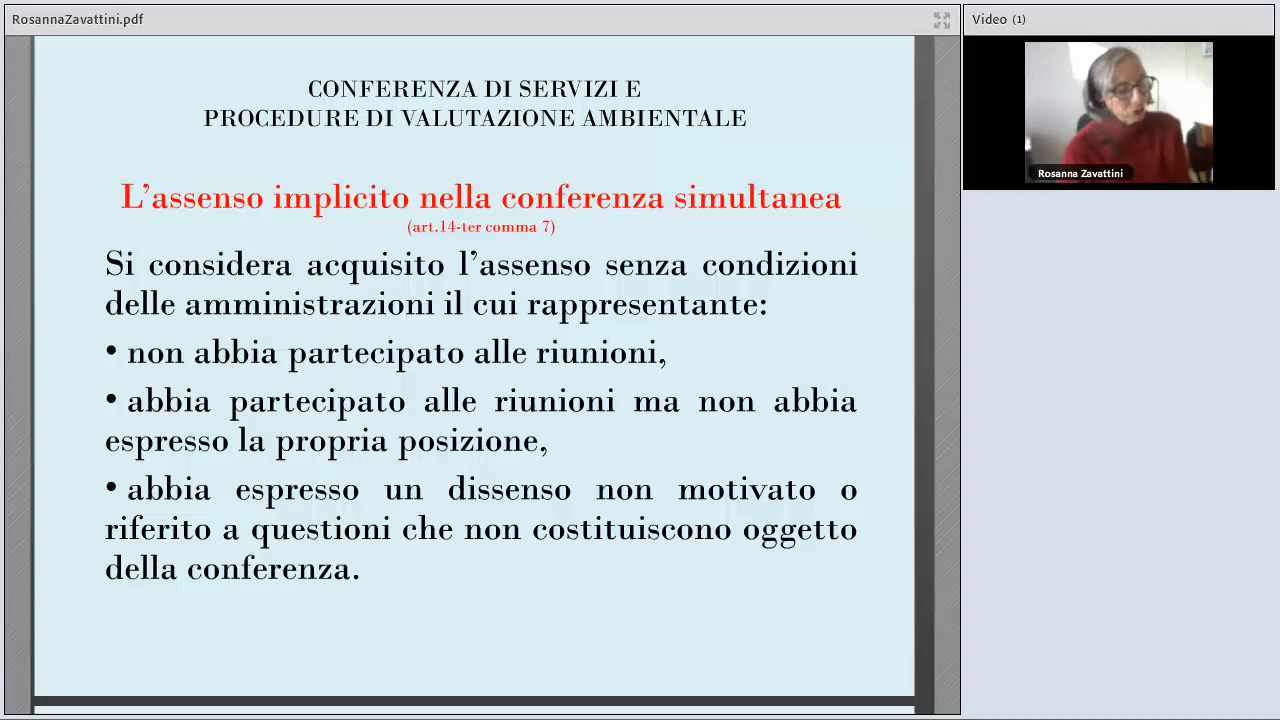 RosannaZavattini.pdf
Video (1)
Rosanna Zavattini
CONFERENZA DI SERVIZI E
PROCEDURE DI VALUTAZIONE AMBIENTALE
L’assenso implicito nella conferenza simultanea
(art.14-ter comma 7)
Si considera acquisito l’assenso senza condizioni
delle amministrazioni il cui rappresentante:
• non abbia partecipato alle riunioni,
• abbia partecipato alle riunioni ma non abbia
espresso la propria posizione,
• abbia espresso un dissenso non motivato o
riferito a questioni che non costituiscono oggetto
della conferenza.